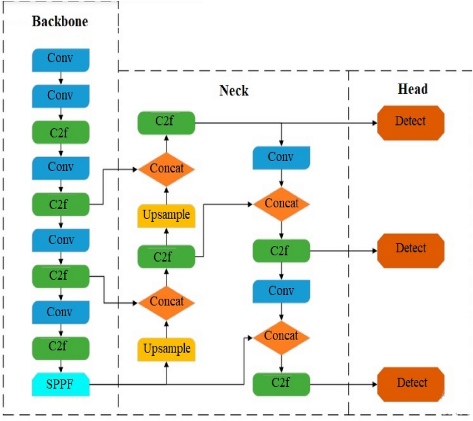 Backbone
Conv
Conv
C2f
Conv
C2f
Conv
C2f
Conv
C2f
SPPF
Neck
C2f
Concat
Upsample
C2f
Concat
Upsample
Conv
Concat
C2f
Conv
Concat
C2f
Head
Detect
Detect
Detect